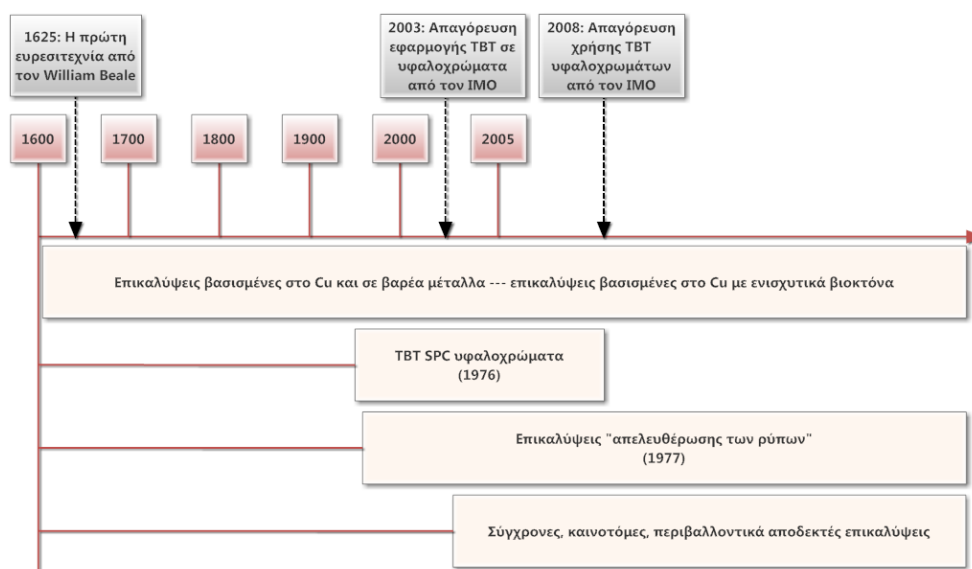 1625: Η πρώτη
ευρεσιτεχνία από
τον William Beale
2003: Απαγόρευση
εφαρμογής TBT σε
υφαλοχρώματα
από τον ΙΜΟ
2008: Απαγόρευση
χρήσης TBT
υφαλοχρωμάτων
από τον ΙΜΟ
1600
1700
1800
1900
2000
2005
Επικαλύψεις βασισμένες στο Cu και σε βαρέα μέταλλα --- επικαλύψεις βασισμένες στο Cu με ενισχυτικά βιοκτόνα
TBT SPC υφαλοχρώματα
(1976)
Επικαλύψεις "απελευθέρωσης των ρύπων"
(1977)
Σύγχρονες, καινοτόμες, περιβαλλοντικά αποδεκτές επικαλύψεις